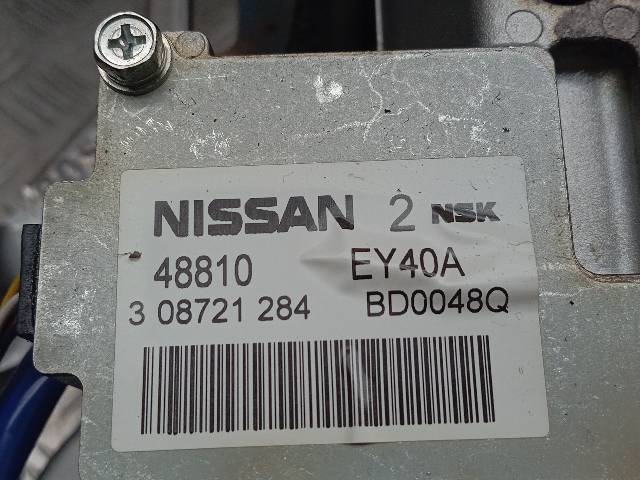 NISSAN 2 NSK
48810 EY40A
3 08721 284 BD0048Q